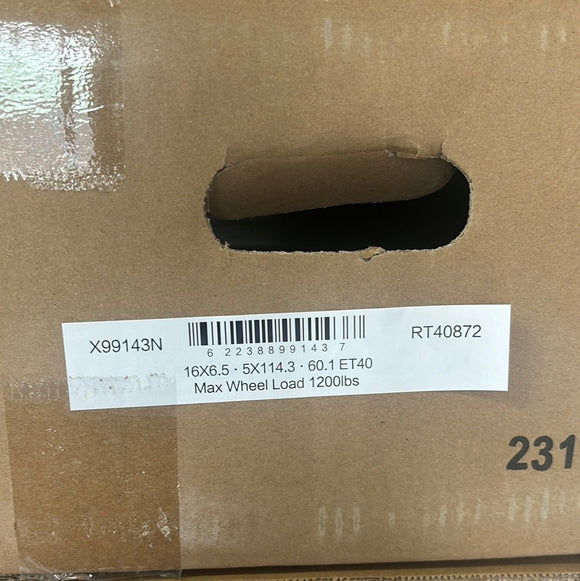 X99143N
6 22388 99143 7
RT40872
16X6.5 · 5X114.3 · 60.1 ET40
Max Wheel Load 1200lbs
231